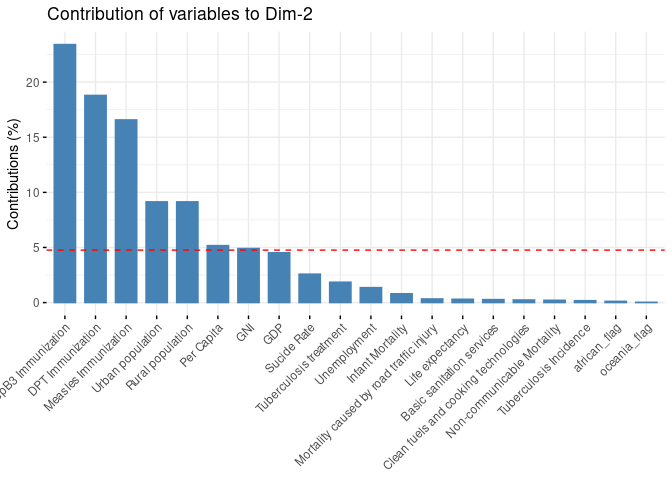 Contribution of variables to Dim-2
Contributions (%)
20
15
10
5
0
pB3 Immunization
DPT Immunization
Measles Immunization
Urban population
Rural population
Per Capita
GNI
GDP
Sucide Rate
Tuberculosis treatment
Unemployment
Infant Mortality
Mortality caused by road traffic injury
Life expectancy
Basic sanitation services
Clean fuels and cooking technologies
Non-communicable Mortality
Tuberculosis Incidence
african_flag
oceania_flag